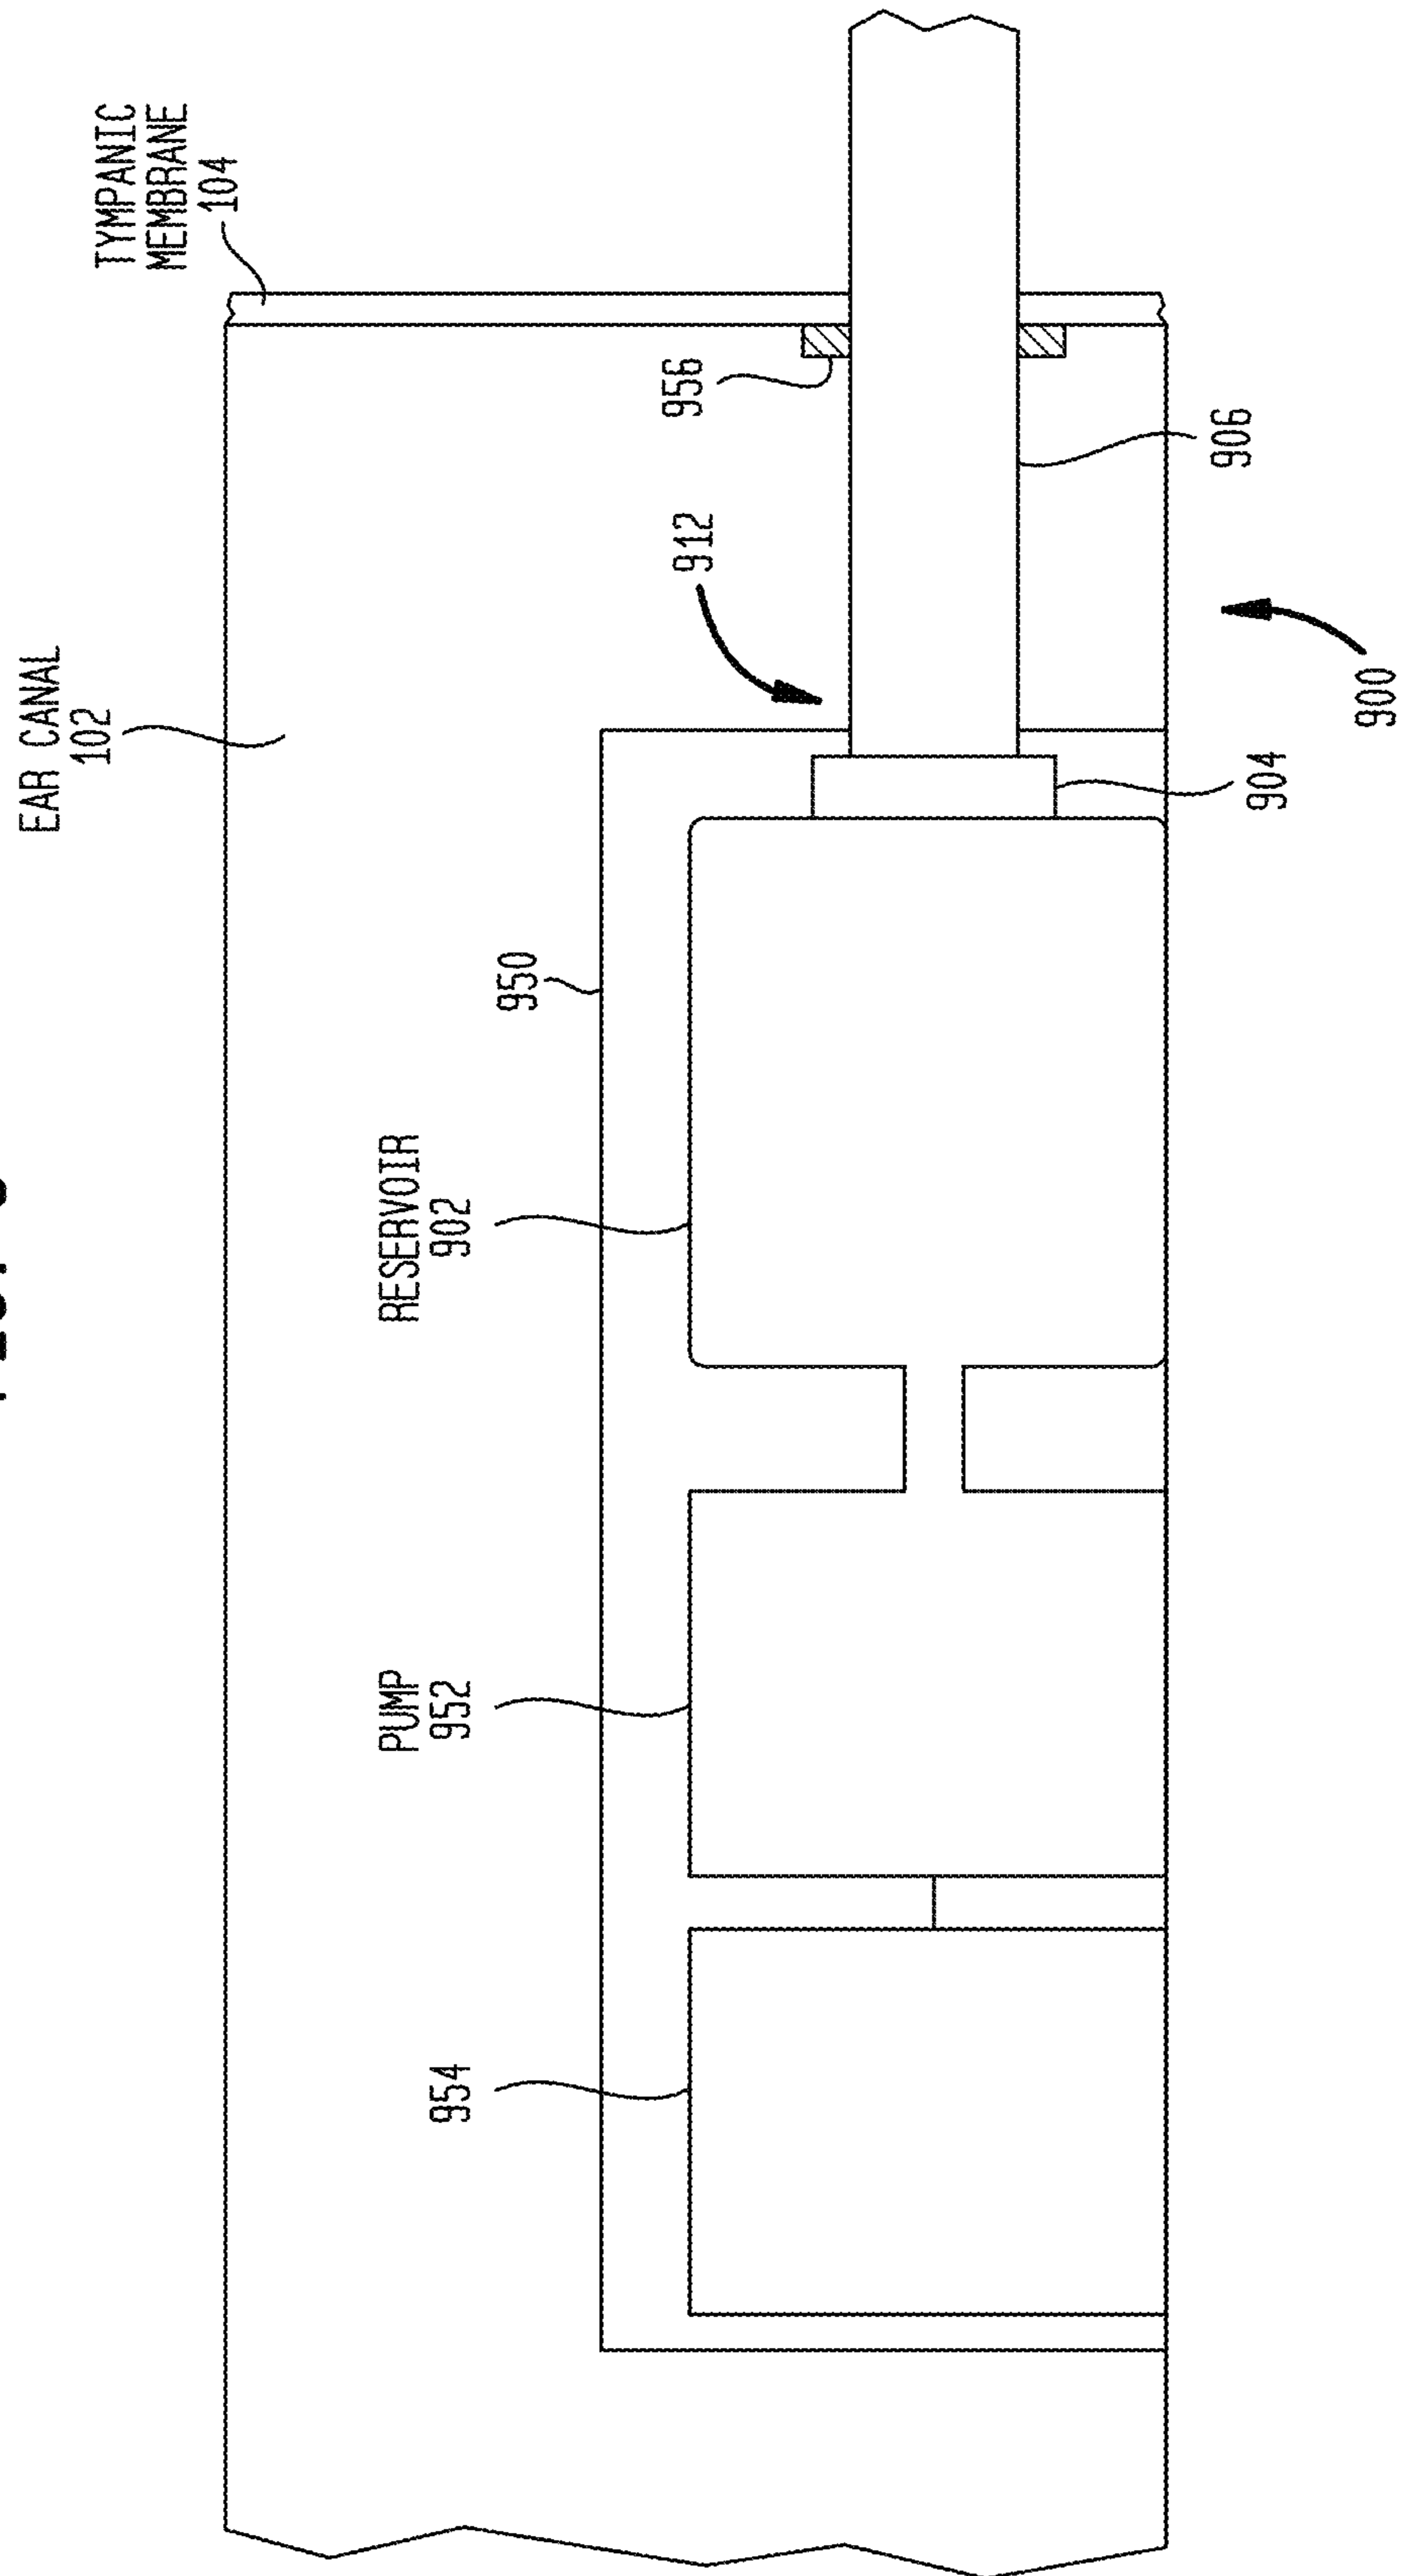 TYMPANIC
MEMBRANE
104
EAR CANAL
102
956
912
906
900
904
950
RESERVOIR
902
PUMP
952
954